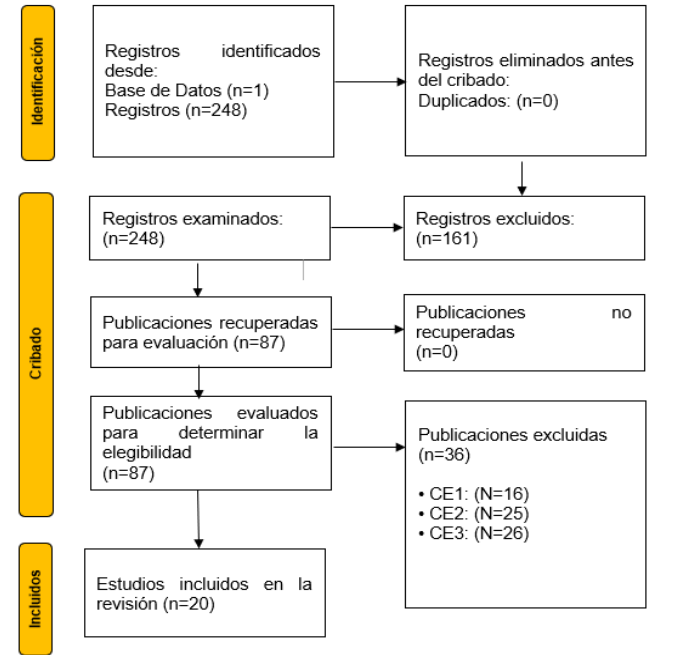 Identificación
Registros identificados
desde:
Base de Datos (n=1)
Registros (n=248)
Registros eliminados antes
del cribado:
Duplicados: (n=0)
Cribado
Registros examinados:
(n=248)
Registros excluidos:
(n=161)
Publicaciones recuperadas
para evaluación (n=87)
Publicaciones no
recuperadas
(n=0)
Publicaciones evaluados
para determinar la
elegibilidad
(n=87)
Publicaciones excluidas
(n=36)
• CE1: (N=16)
• CE2: (N=25)
• CE3: (N=26)
Incluidos
Estudios incluidos en la
revisión (n=20)